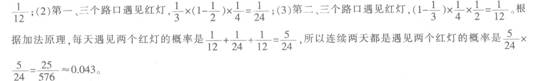 1/12;(2)第一、三个路口遇见红灯,1/3×(1-1/2)×1/4=1/24;(3)第二、三个路口遇见红灯,(1-1/3)×1/4×1/2=1/12。根
据加法原理,每天遇见两个红灯的概率是1/12+1/24+1/12=5/24,所以连续两天都是遇见两个红灯的概率是5/24×
5/24=25/576≈0.043。